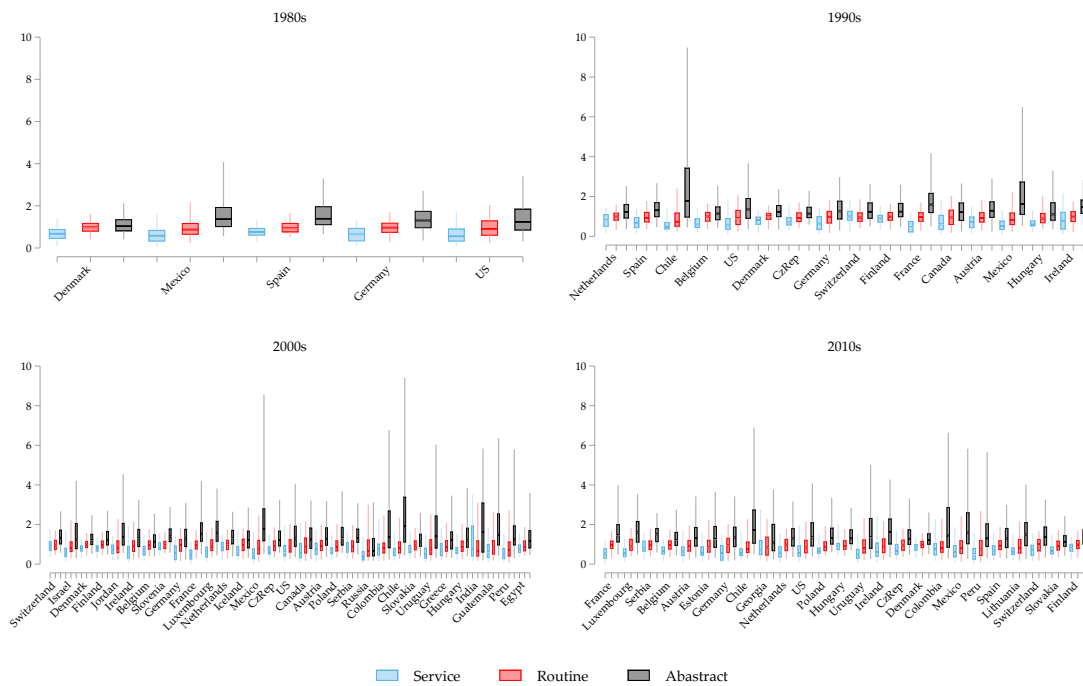 1980s
10
8
6
4
2
0
Denmark
Mexico
Spain
Germany
US
1990s
10
8
6
4
2
0
Netherlands
Spain
Chile
Belgium
US
Denmark
CzRep
Germany
Switzerland
Finland
France
Canada
Austria
Mexico
Hungary
Ireland
2000s
10
8
6
4
2
0
Switzerland
Israel
Denmark
Finland
Jordan
Ireland
Belgium
Slovenia
Germany
France
Luxembourg
Netherlands
Iceland
Mexico
CzRep
US
Canada
Austria
Poland
Serbia
Russia
Colombia
Chile
Slovakia
Uruguay
Greece
Hungary
India
Guatemala
Peru
Egypt
2010s
10
8
6
4
2
0
France
Luxembourg
Serbia
Belgium
Austria
Estonia
Germany
Chile
Georgia
Netherlands
US
Poland
Hungary
Uruguay
Ireland
CzRep
Denmark
Colombia
Mexico
Peru
Spain
Lithuania
Switzerland
Slovakia
Finland
Service
Routine
Abastract